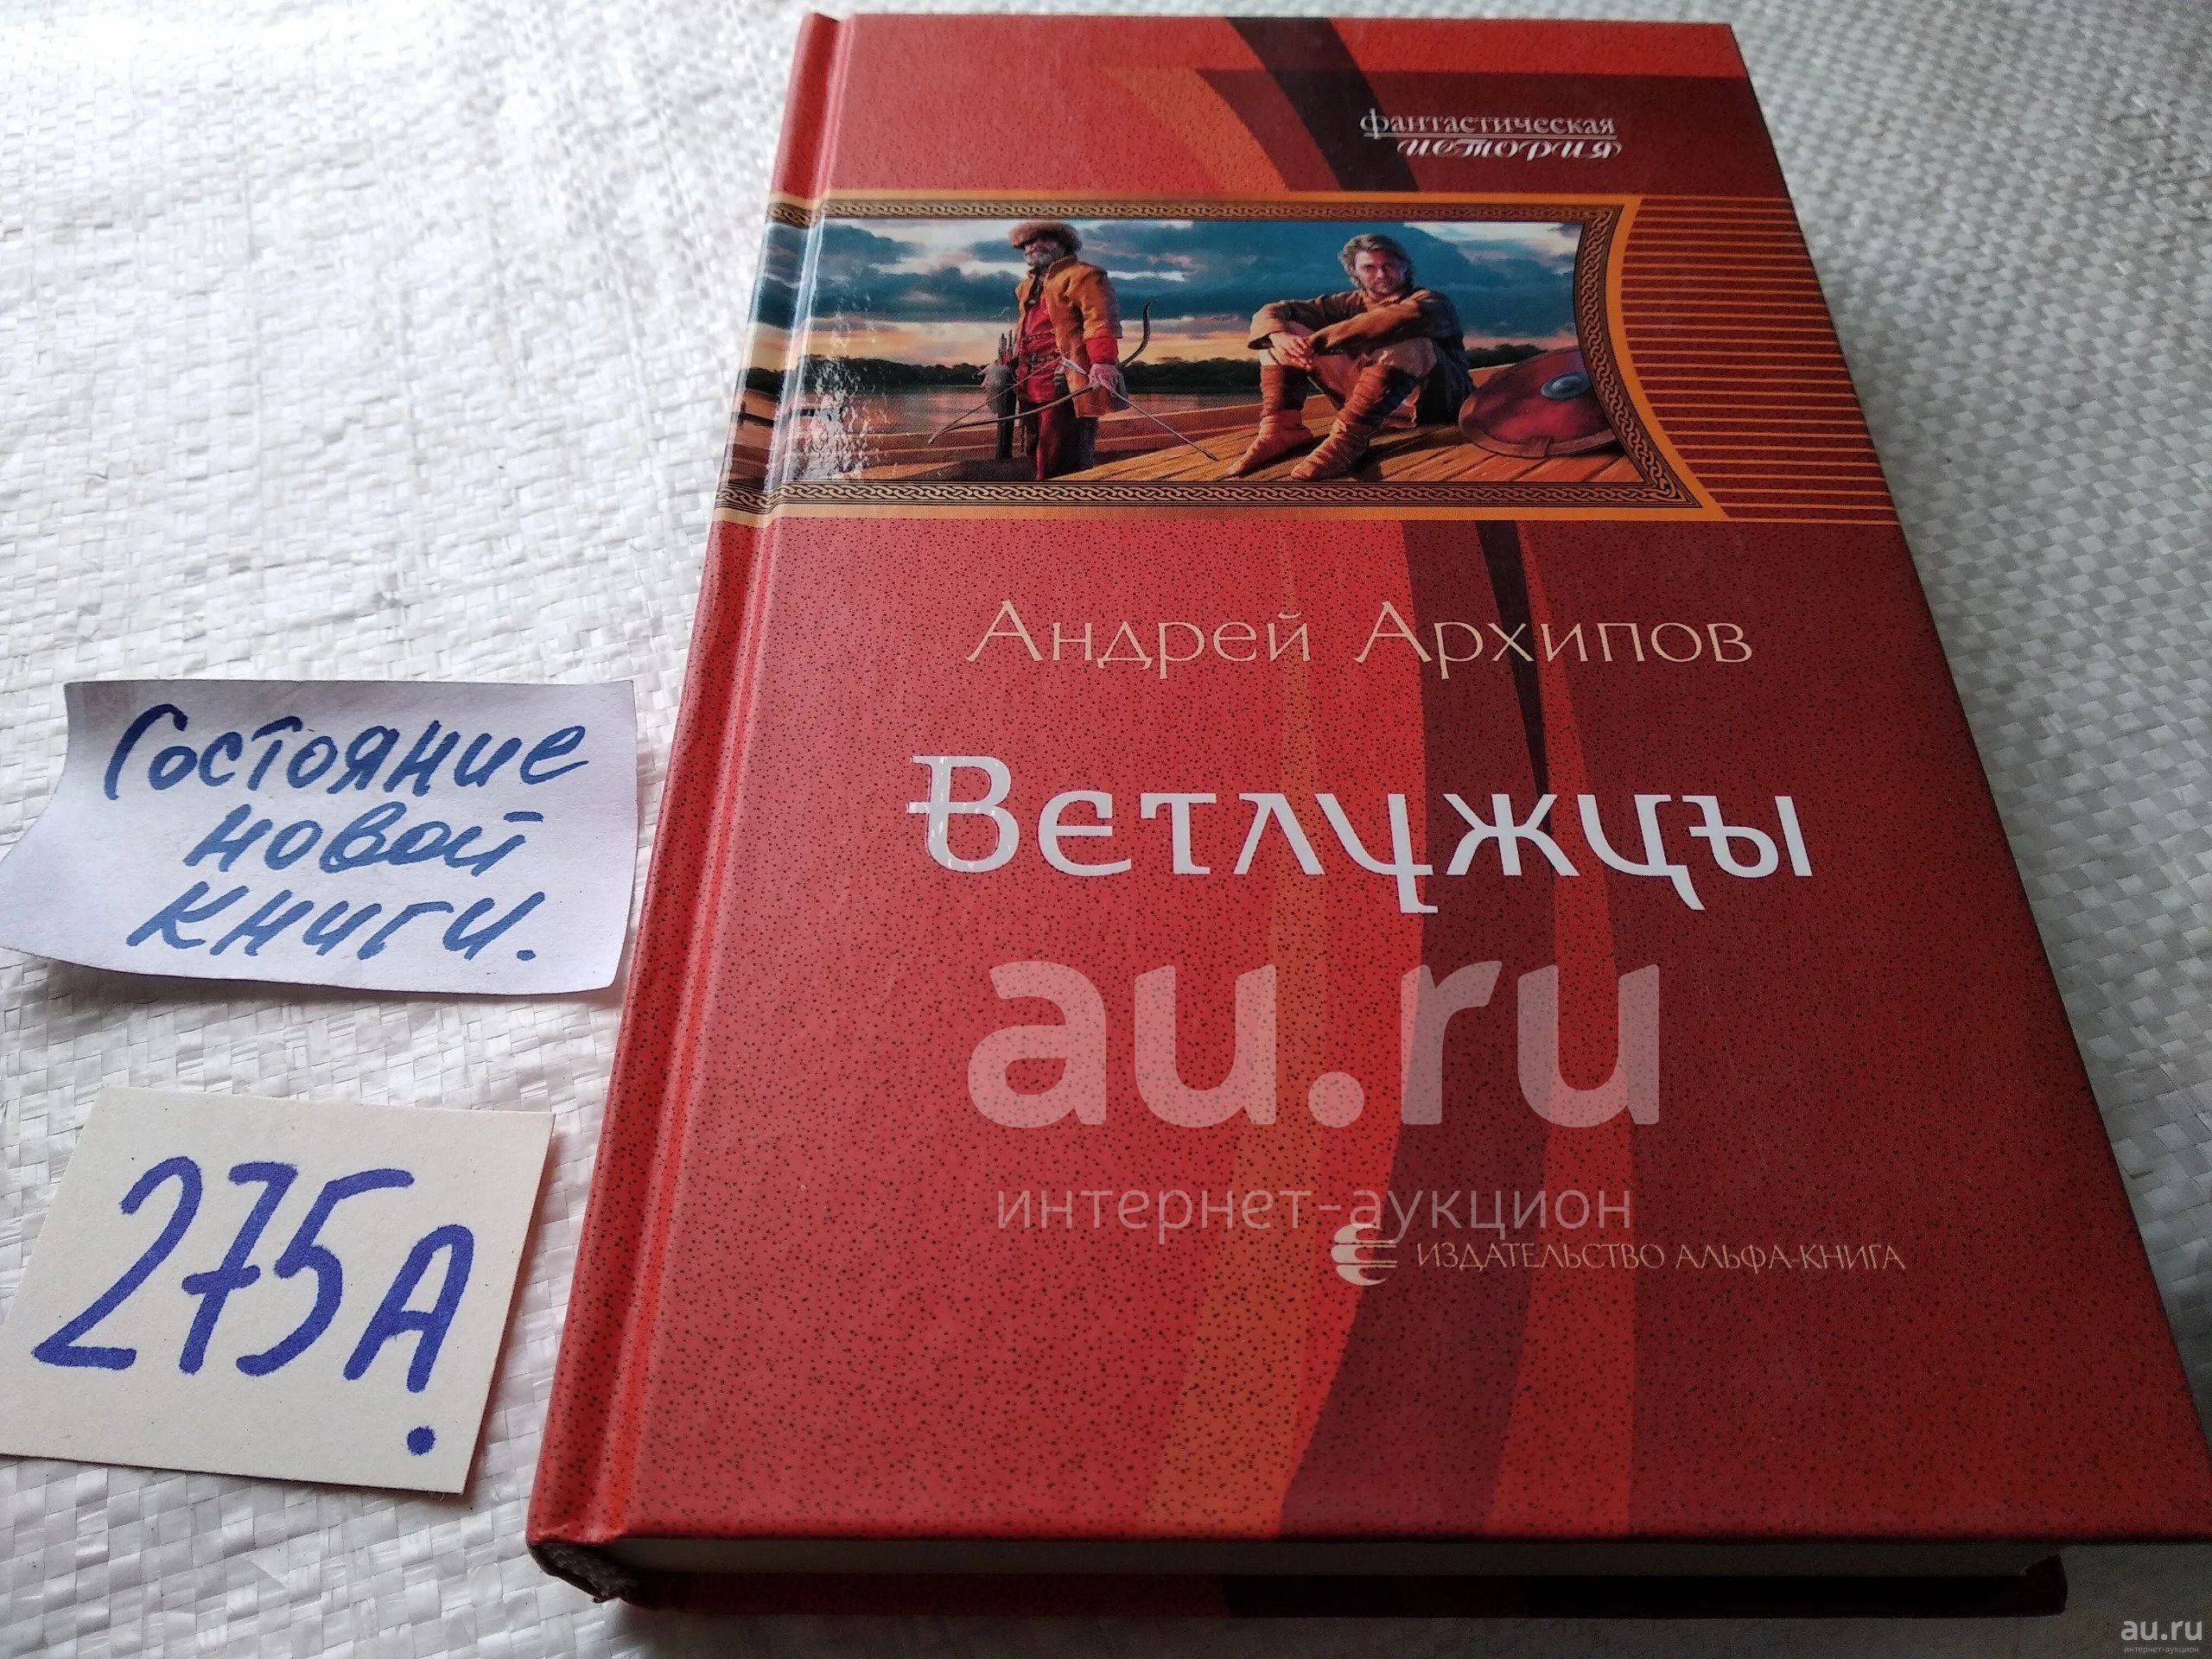 фантастическая
история
Андрей Архипов
Ветлужцы
Состояние
новой
книги.
275А.
au.ru
интернет-аукцион
ИЗДАТЕЛЬСТВО АЛЬФА-КНИГА
au.ru
интернет-аукцион